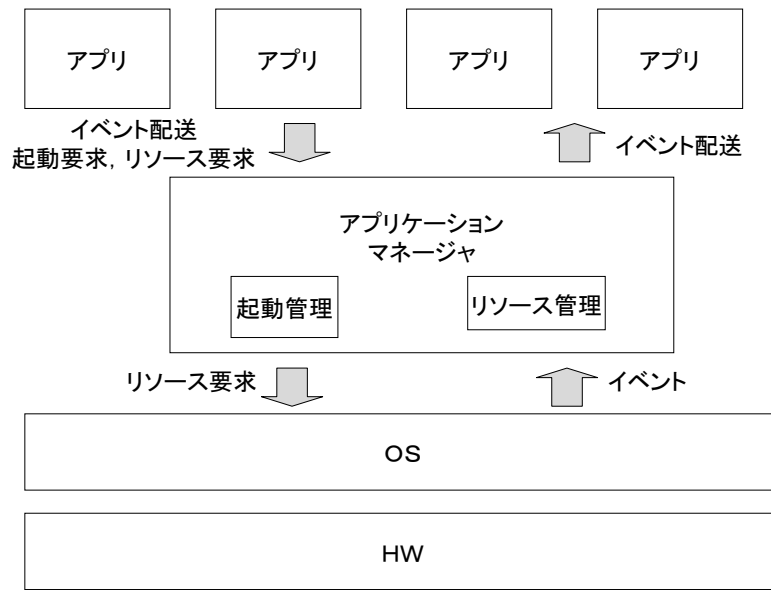 アプリ
アプリ
アプリ
アプリ
イベント配送
起動要求, リソース要求
イベント配送
アプリケーション
マネージャ
起動管理
リソース管理
リソース要求
イベント
OS
HW